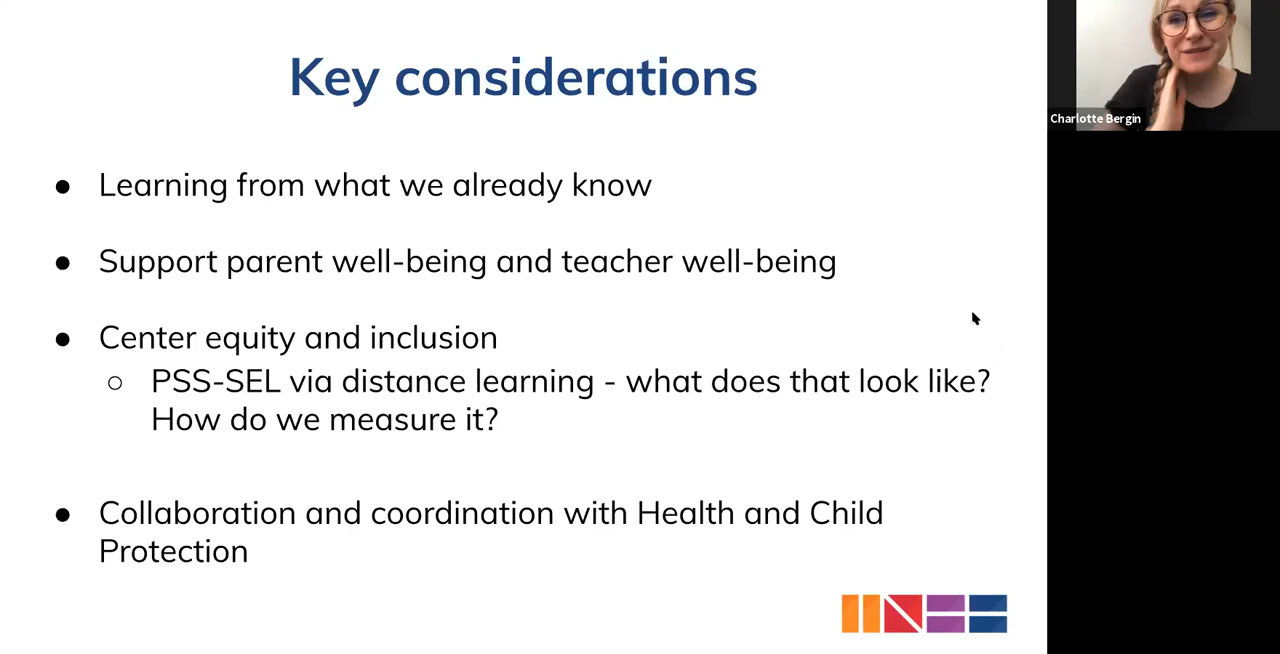 Key considerations
Charlotte Bergin
● Learning from what we already know
● Support parent well-being and teacher well-being
● Center equity and inclusion
○ PSS-SEL via distance learning - what does that look like?
How do we measure it?
● Collaboration and coordination with Health and Child
Protection
INEE